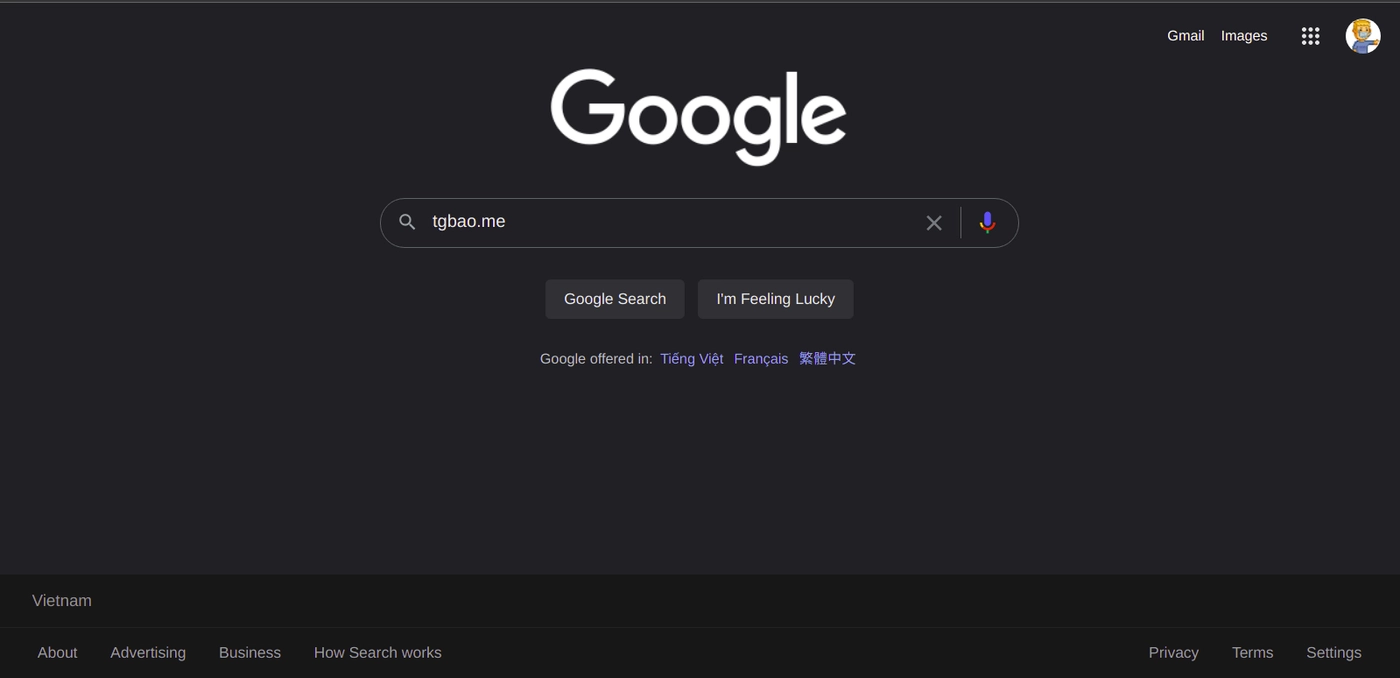 Gmail Images
Google
tgbao.me
Google Search I'm Feeling Lucky
Google offered in: Tiếng Việt Français 繁體中文
Vietnam
About Advertising Business How Search works Privacy Terms Settings